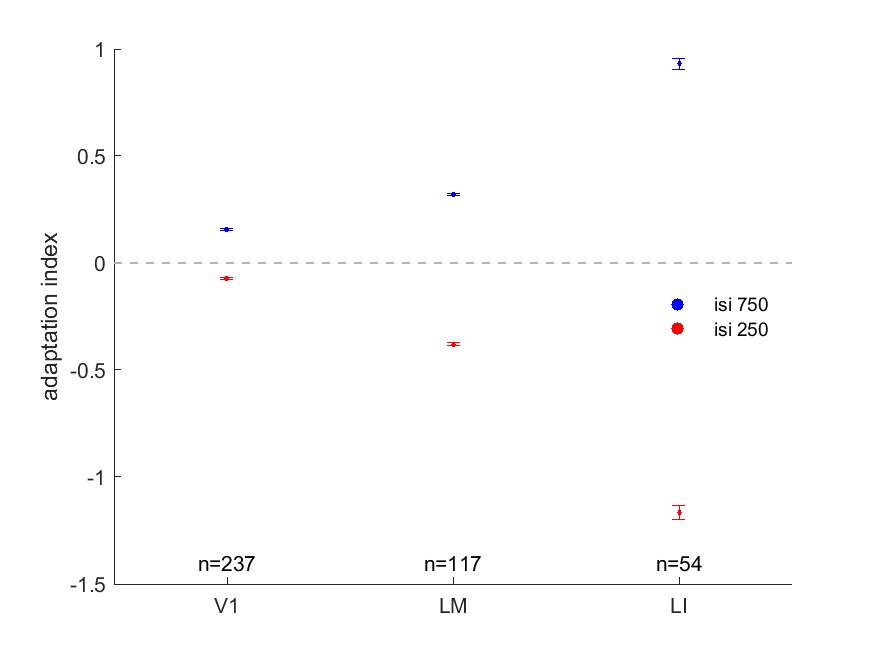 1
0.5
0
-0.5
-1
-1.5
adaptation index
isi 750
isi 250
n=237
n=117
n=54
V1
LM
LI